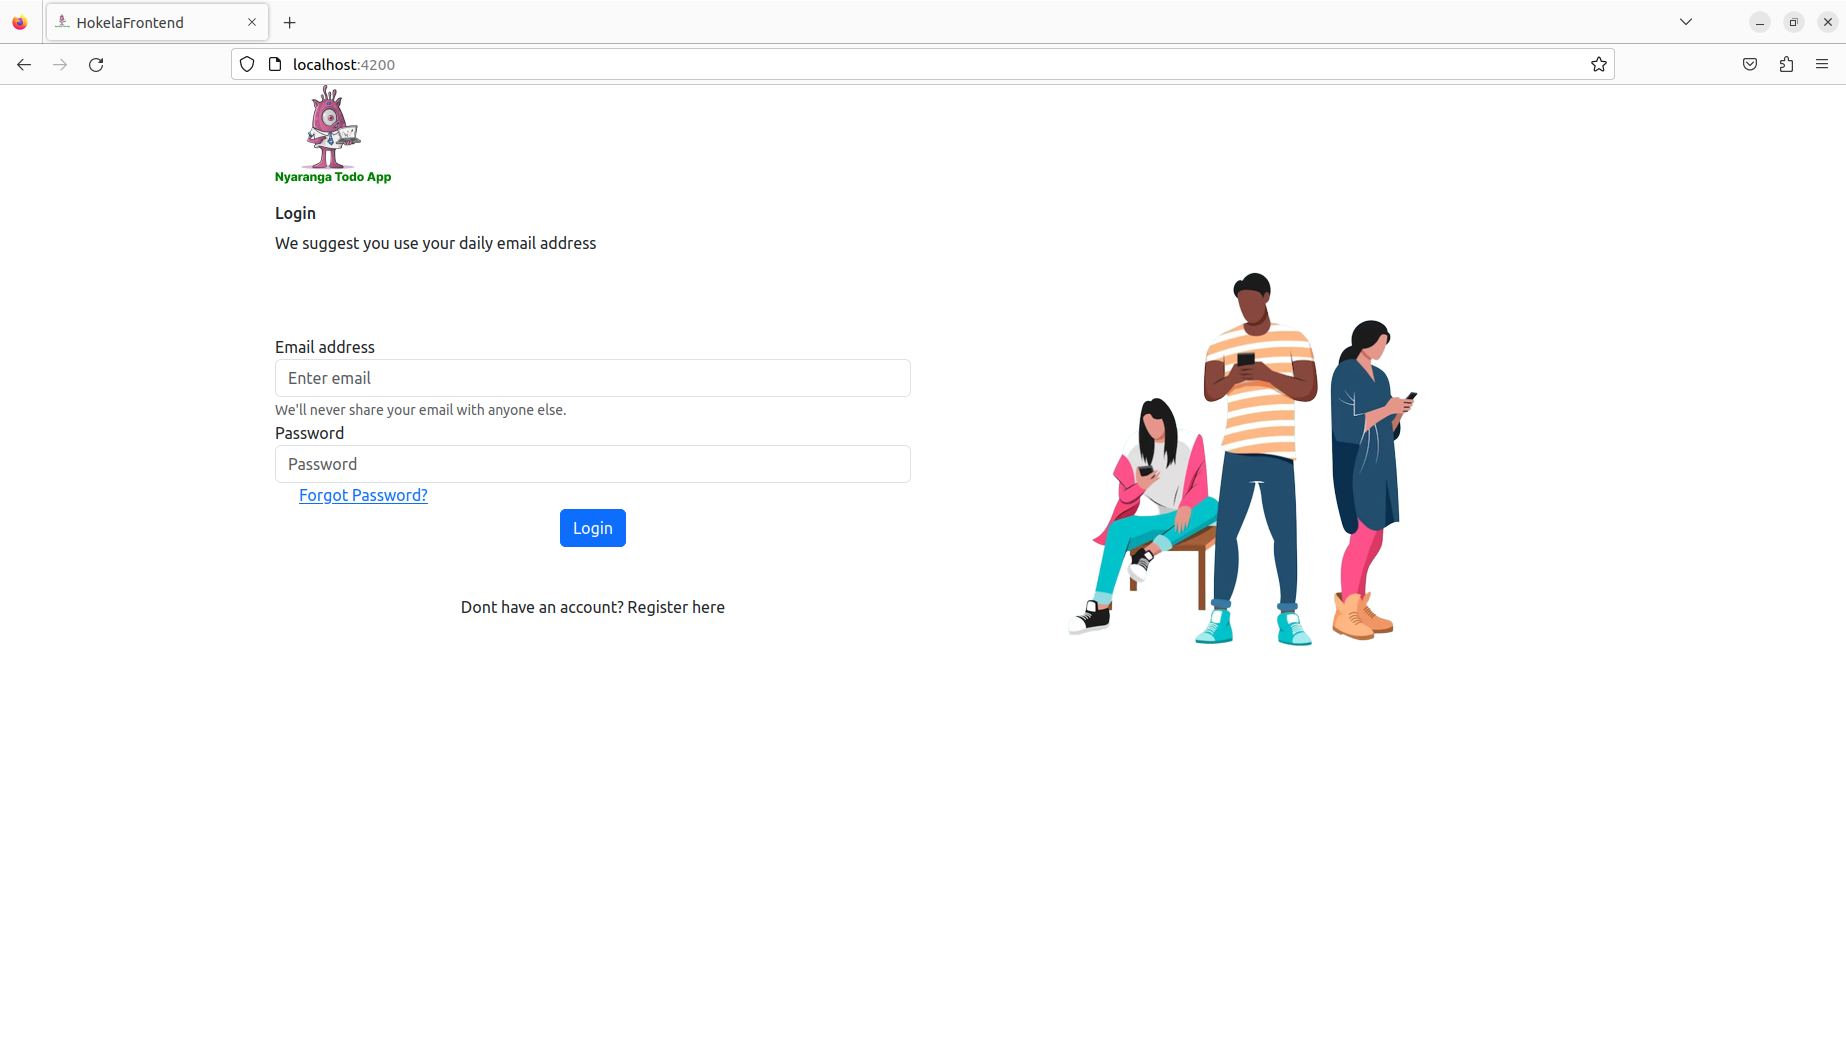 HokelaFrontend
localhost:4200
Nyaranga Todo App
Login
We suggest you use your daily email address
Email address
Enter email
We'll never share your email with anyone else.
Password
Password
Forgot Password?
Login
Dont have an account? Register here